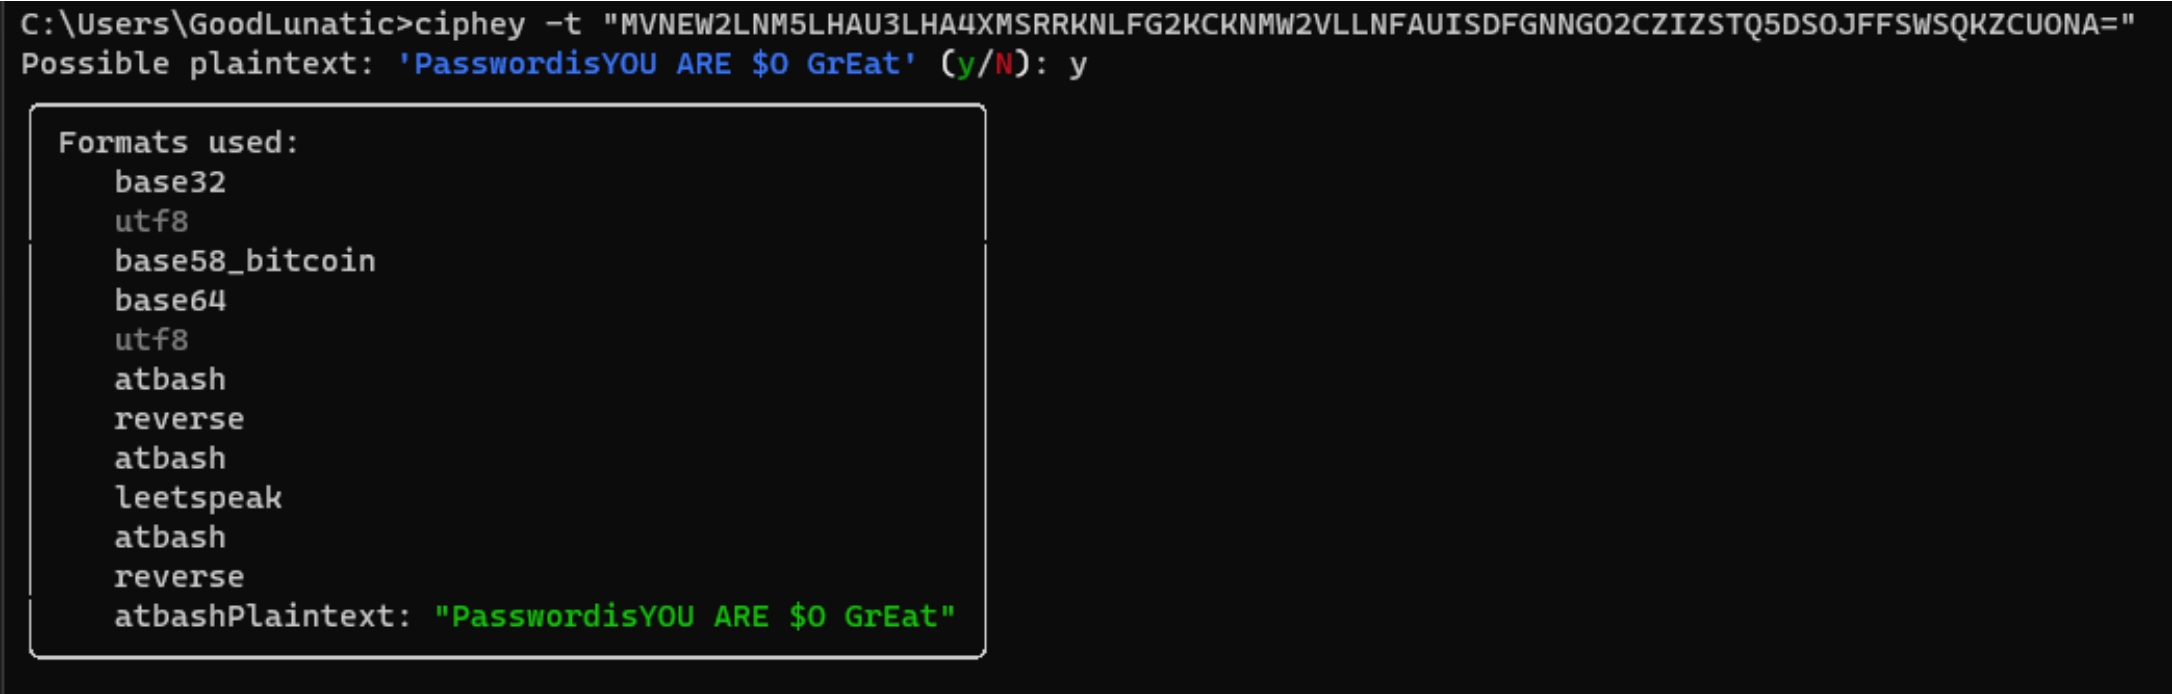 C:\Users\GoodLunatic>ciphey -t "MVNEW2LNM5LHAU3LHA4XMSRRKNLFG2KCKNMW2VLLNFAUISDFGNNGO2CZIZSTQ5DSOJFFSWSQKZCUONA="
Possible plaintext: 'PasswordisYOU ARE $O GrEat' (y/N): y
Formats used:
base32
utf8
base58_bitcoin
base64
utf8
atbash
reverse
atbash
leetspeak
atbash
reverse
atbashPlaintext: "PasswordisYOU ARE $O GrEat"